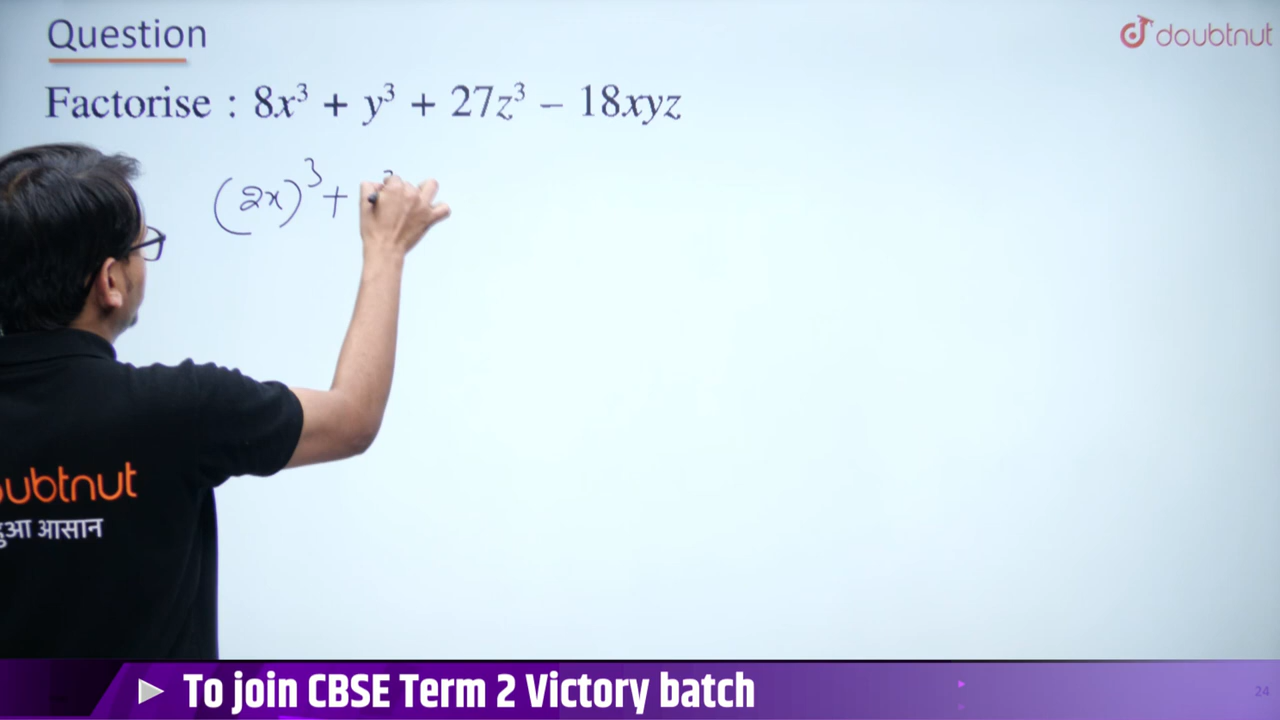 Question
doubtnut
Factorise : 8x³ + y³ + 27z³ – 18xyz
(2x)³ +
oubtnut
हुआ आसान
To join CBSE Term 2 Victory batch
24